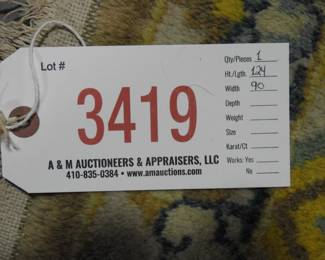 Lot #
3419
A & M AUCTIONEERS & APPRAISERS, LLC
410-835-0384 • www.amauctions.com
Qty/Pieces 1
Ht./Lgth. 124
Width 90
Depth
Weight
Size
Karat/Ct
Works: Yes
No